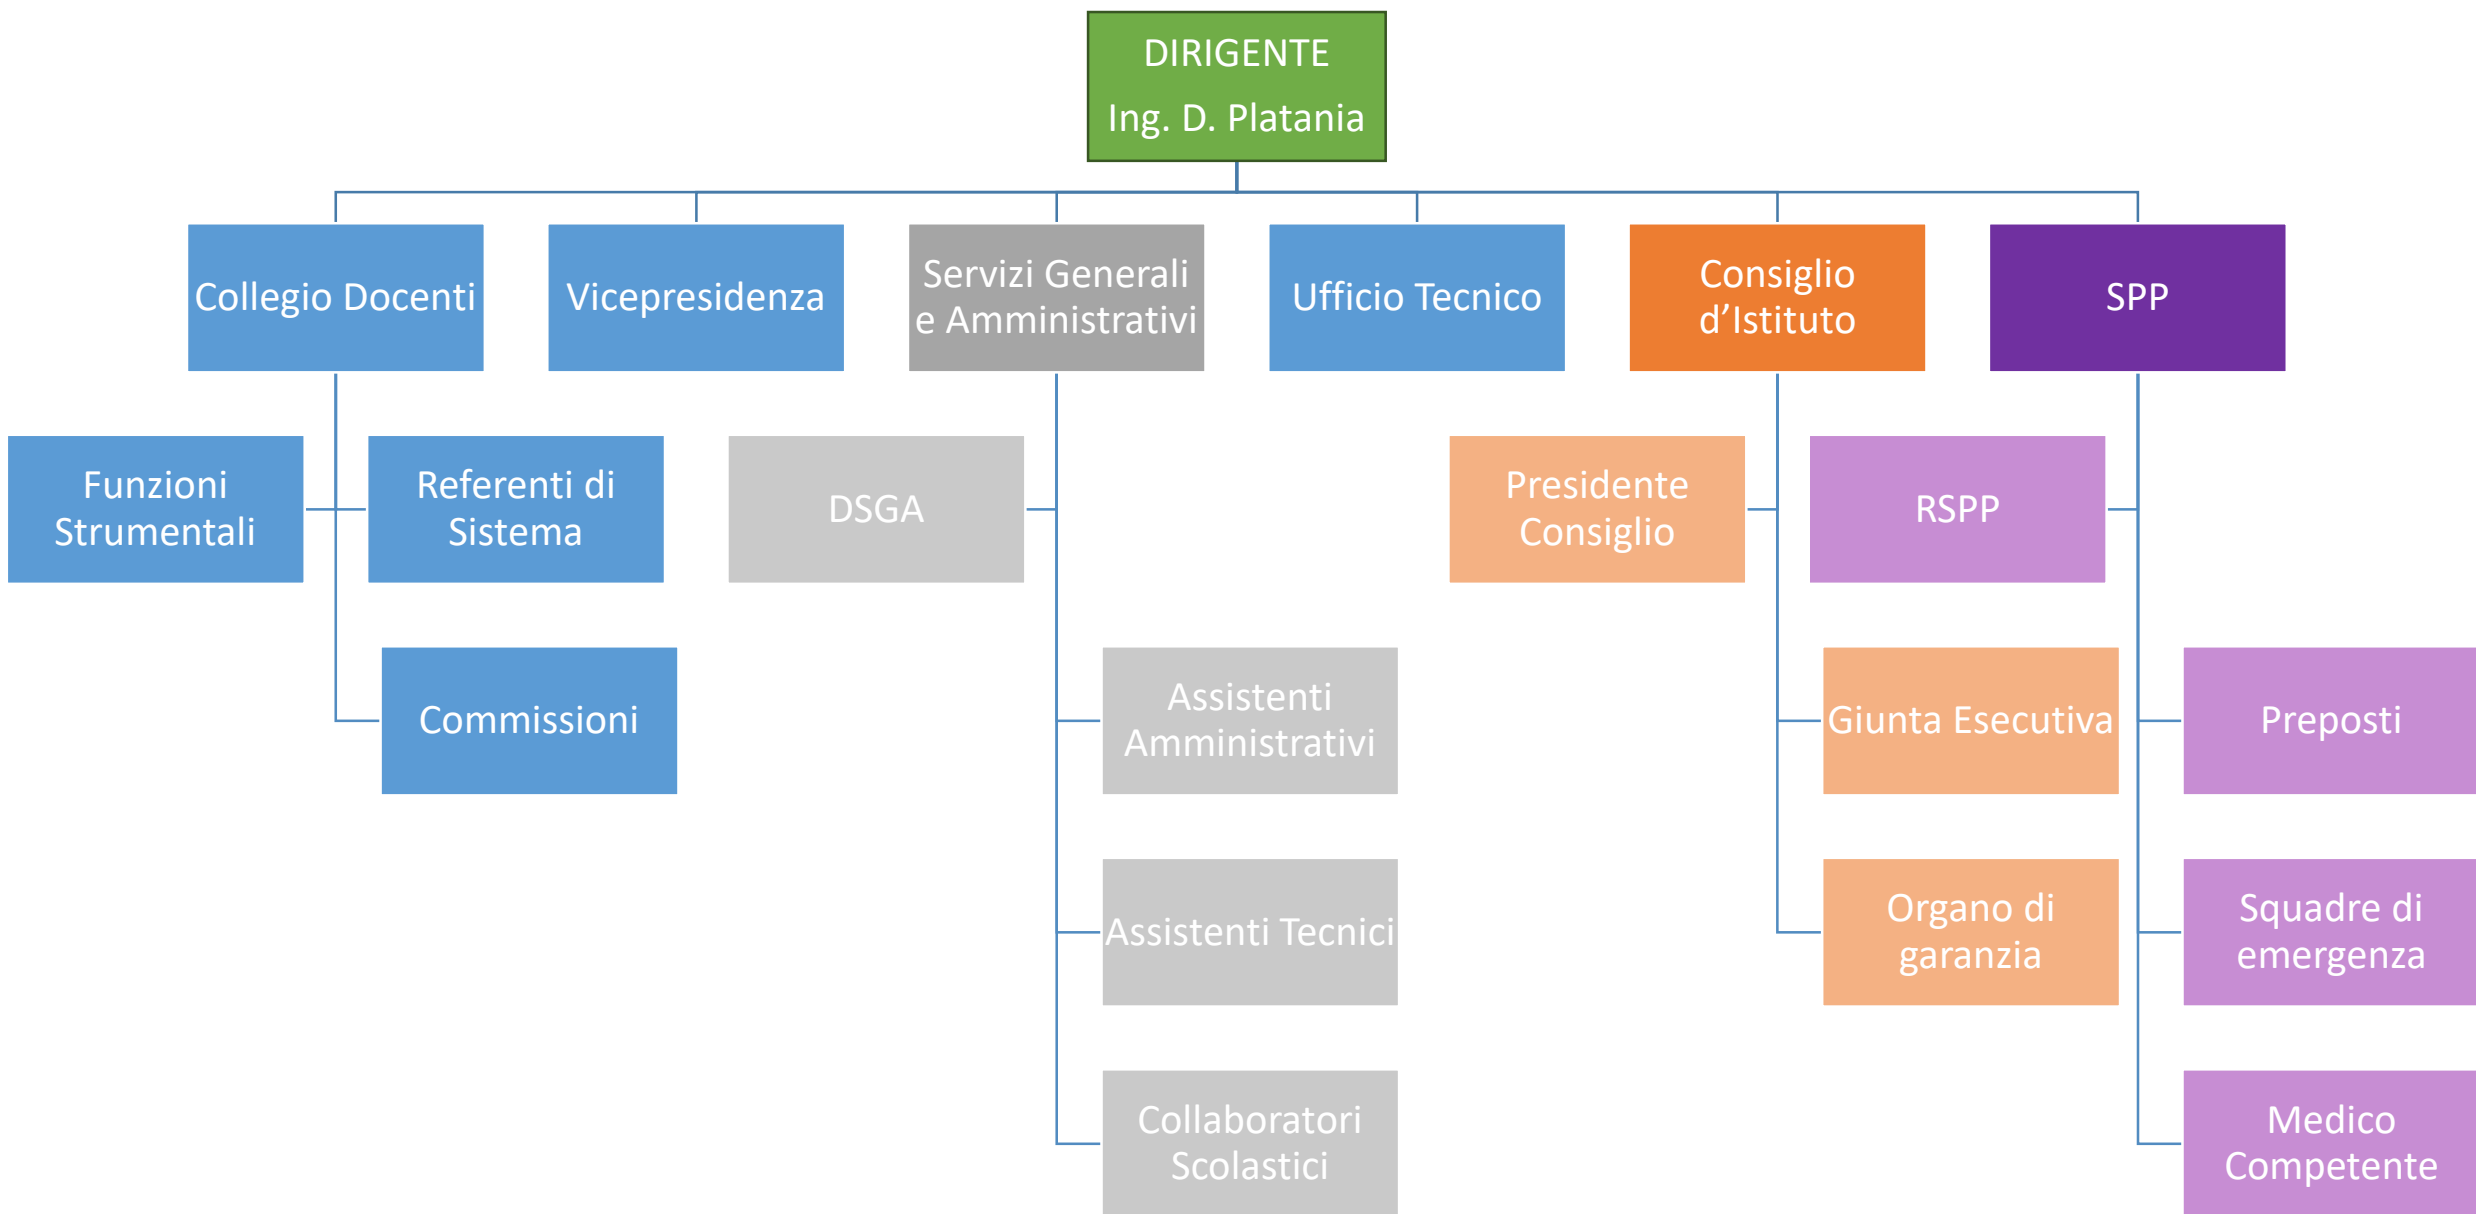 DIRIGENTE
Ing. D. Platania
Collegio Docenti
Vicepresidenza
Servizi Generali
e Amministrativi
Ufficio Tecnico
Consiglio
d’Istituto
SPP
Funzioni
Strumentali
Referenti di
Sistema
DSGA
Presidente
Consiglio
RSPP
Commissioni
Assistenti
Amministrativi
Giunta Esecutiva
Preposti
Assistenti Tecnici
Organo di
garanzia
Squadre di
emergenza
Collaboratori
Scolastici
Medico
Competente